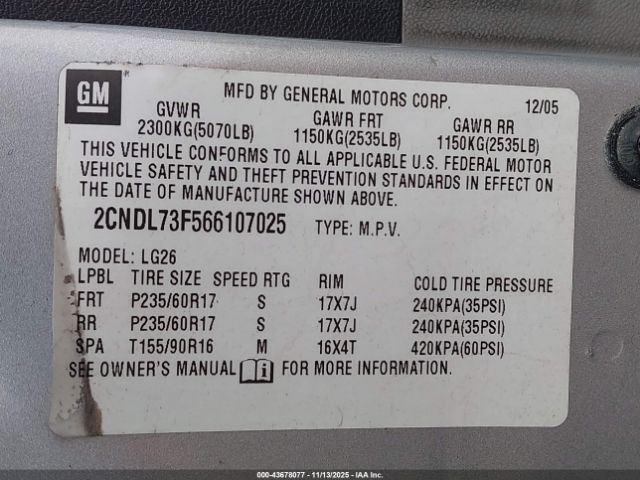 GM ®
MFD BY GENERAL MOTORS CORP. 12/05
GVWR GAWR FRT GAWR RR
2300KG(5070LB) 1150KG(2535LB) 1150KG(2535LB)
THIS VEHICLE CONFORMS TO ALL APPLICABLE U.S. FEDERAL MOTOR
VEHICLE SAFETY AND THEFT PREVENTION STANDARDS IN EFFECT ON
THE DATE OF MANUFACTURE SHOWN ABOVE.
2CNDL73F566107025 TYPE: M.P.V.
MODEL: LG26
LPBL TIRE SIZE SPEED RTG RIM COLD TIRE PRESSURE
FRT P235/60R17 S 17X7J 240KPA(35PSI)
RR P235/60R17 S 17X7J 240KPA(35PSI)
SPA T155/90R16 M 16X4T 420KPA(60PSI)
SEE OWNER'S MANUAL i FOR MORE INFORMATION.
© - 43678077 - 11/13/2025 - IAAI Inc.